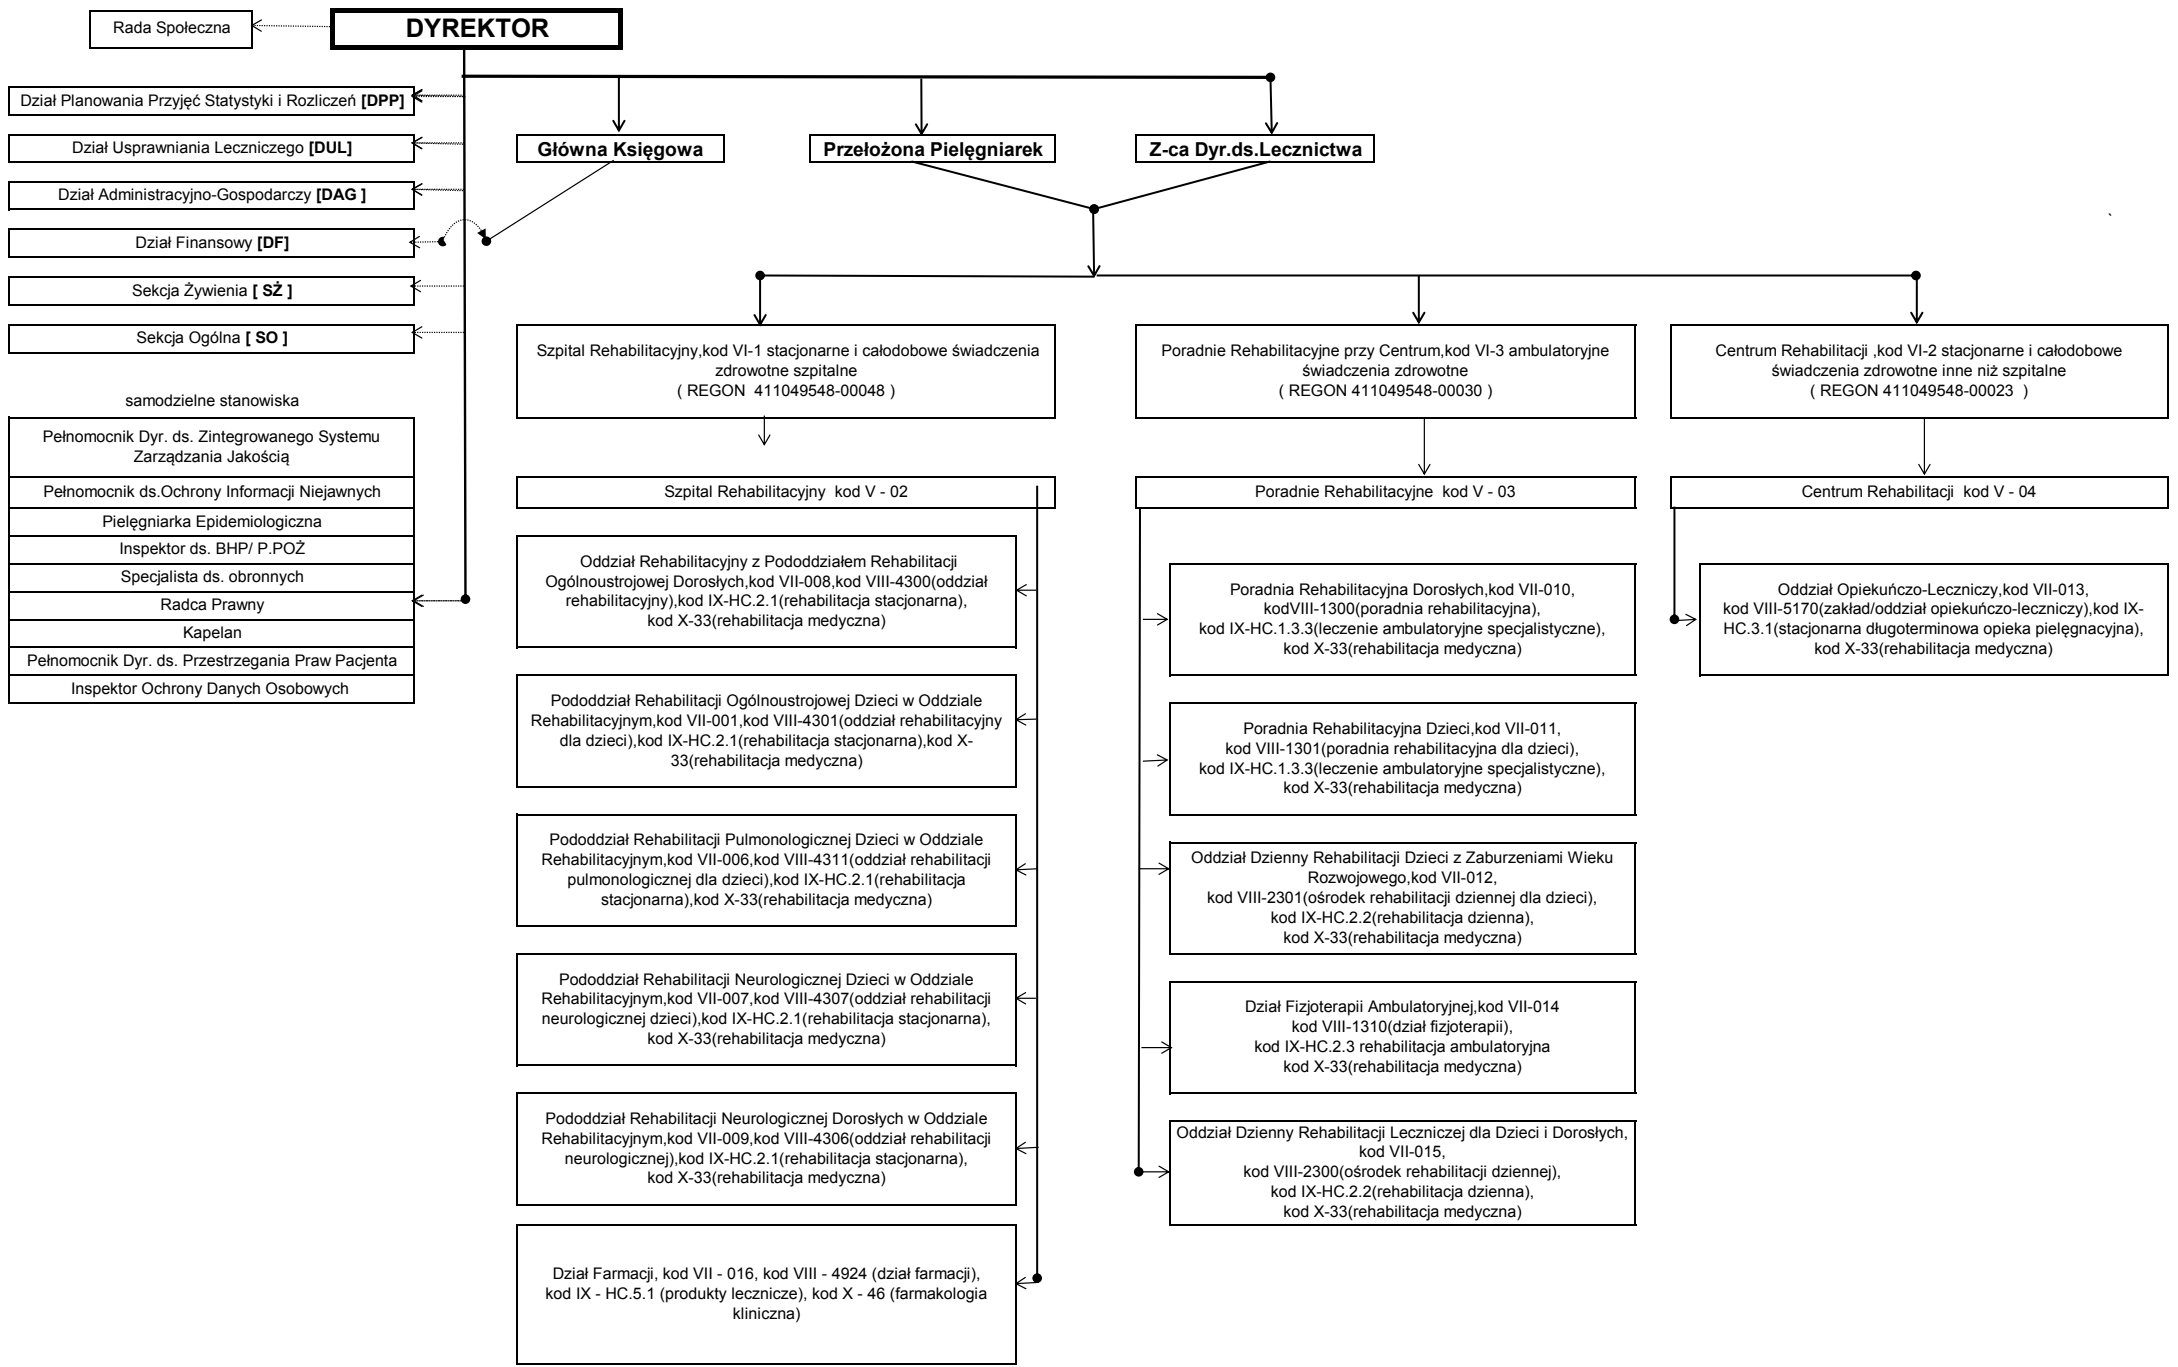 Rada Społeczna
DYREKTOR
Dział Planowania Przyjęć Statystyki i Rozliczeń [DPP]
Dział Usprawniania Leczniczego [DUL]
Dział Administracyjno-Gospodarczy [DAG ]
Dział Finansowy [DF]
Sekcja Żywienia [ SŻ ]
Sekcja Ogólna [ SO ]
samodzielne stanowiska
Pełnomocnik Dyr. ds. Zintegrowanego Systemu
Zarządzania Jakością
Pełnomocnik ds.Ochrony Informacji Niejawnych
Pielęgniarka Epidemiologiczna
Inspektor ds. BHP/ P.POŻ
Specjalista ds. obronnych
Radca Prawny
Kapelan
Pełnomocnik Dyr. ds. Przestrzegania Praw Pacjenta
Inspektor Ochrony Danych Osobowych
Główna Księgowa
Przełożona Pielęgniarek
Z-ca Dyr.ds.Lecznictwa
Szpital Rehabilitacyjny,kod VI-1 stacjonarne i całodobowe świadczenia
zdrowotne szpitalne
( REGON 411049548-00048 )
Szpital Rehabilitacyjny kod V - 02
Oddział Rehabilitacyjny z Pododdziałem Rehabilitacji
Ogólnoustrojowej Dorosłych,kod VII-008,kod VIII-4300(oddział
rehabilitacyjny),kod IX-HC.2.1(rehabilitacja stacjonarna),
kod X-33(rehabilitacja medyczna)
Pododdział Rehabilitacji Ogólnoustrojowej Dzieci w Oddziale
Rehabilitacyjnym,kod VII-001,kod VIII-4301(oddział rehabilitacyjny
dla dzieci),kod IX-HC.2.1(rehabilitacja stacjonarna),kod X-
33(rehabilitacja medyczna)
Pododdział Rehabilitacji Pulmonologicznej Dzieci w Oddziale
Rehabilitacyjnym,kod VII-006,kod VIII-4311(oddział rehabilitacji
pulmonologicznej dla dzieci),kod IX-HC.2.1(rehabilitacja
stacjonarna),kod X-33(rehabilitacja medyczna)
Pododdział Rehabilitacji Neurologicznej Dzieci w Oddziale
Rehabilitacyjnym,kod VII-007,kod VIII-4307(oddział rehabilitacji
neurologicznej dzieci),kod IX-HC.2.1(rehabilitacja stacjonarna),
kod X-33(rehabilitacja medyczna)
Pododdział Rehabilitacji Neurologicznej Dorosłych w Oddziale
Rehabilitacyjnym,kod VII-009,kod VIII-4306(oddział rehabilitacji
neurologicznej),kod IX-HC.2.1(rehabilitacja stacjonarna),
kod X-33(rehabilitacja medyczna)
Dział Farmacji, kod VII - 016, kod VIII - 4924 (dział farmacji),
kod IX - HC.5.1 (produkty lecznicze), kod X - 46 (farmakologia
kliniczna)
Poradnie Rehabilitacyjne przy Centrum,kod VI-3 ambulatoryjne
świadczenia zdrowotne
( REGON 411049548-00030 )
Poradnie Rehabilitacyjne kod V - 03
Poradnia Rehabilitacyjna Dorosłych,kod VII-010,
kodVIII-1300(poradnia rehabilitacyjna),
kod IX-HC.1.3.3(leczenie ambulatoryjne specjalistyczne),
kod X-33(rehabilitacja medyczna)
Poradnia Rehabilitacyjna Dzieci,kod VII-011,
kod VIII-1301(poradnia rehabilitacyjna dla dzieci),
kod IX-HC.1.3.3(leczenie ambulatoryjne specjalistyczne),
kod X-33(rehabilitacja medyczna)
Oddział Dzienny Rehabilitacji Dzieci z Zaburzeniami Wieku
Rozwojowego,kod VII-012,
kod VIII-2301(ośrodek rehabilitacji dziennej dla dzieci),
kod IX-HC.2.2(rehabilitacja dzienna),
kod X-33(rehabilitacja medyczna)
Dział Fizjoterapii Ambulatoryjnej,kod VII-014
kod VIII-1310(dział fizjoterapii),
kod IX-HC.2.3 rehabilitacja ambulatoryjna
kod X-33(rehabilitacja medyczna)
Oddział Dzienny Rehabilitacji Leczniczej dla Dzieci i Dorosłych,
kod VII-015,
kod VIII-2300(ośrodek rehabilitacji dziennej),
kod IX-HC.2.2(rehabilitacja dzienna),
kod X-33(rehabilitacja medyczna)
Centrum Rehabilitacji ,kod VI-2 stacjonarne i całodobowe
świadczenia zdrowotne inne niż szpitalne
( REGON 411049548-00023 )
Centrum Rehabilitacji kod V - 04
Oddział Opiekuńczo-Leczniczy,kod VII-013,
kod VIII-5170(zakład/oddział opiekuńczo-leczniczy),kod IX-
HC.3.1(stacjonarna długoterminowa opieka pielęgnacyjna),
kod X-33(rehabilitacja medyczna)